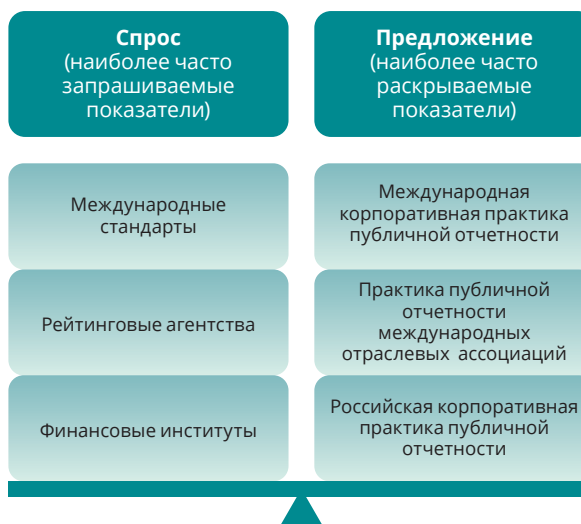 Спрос
(наиболее часто
запрашиваемые
показатели)
Предложение
(наиболее часто
раскрываемые
показатели)
Международные
стандарты
Международная
корпоративная практика
публичной отчетности
Рейтинговые агентства
Практика публичной
отчетности
международных
отраслевых ассоциаций
Финансовые институты
Российская корпоративная
практика публичной
отчетности